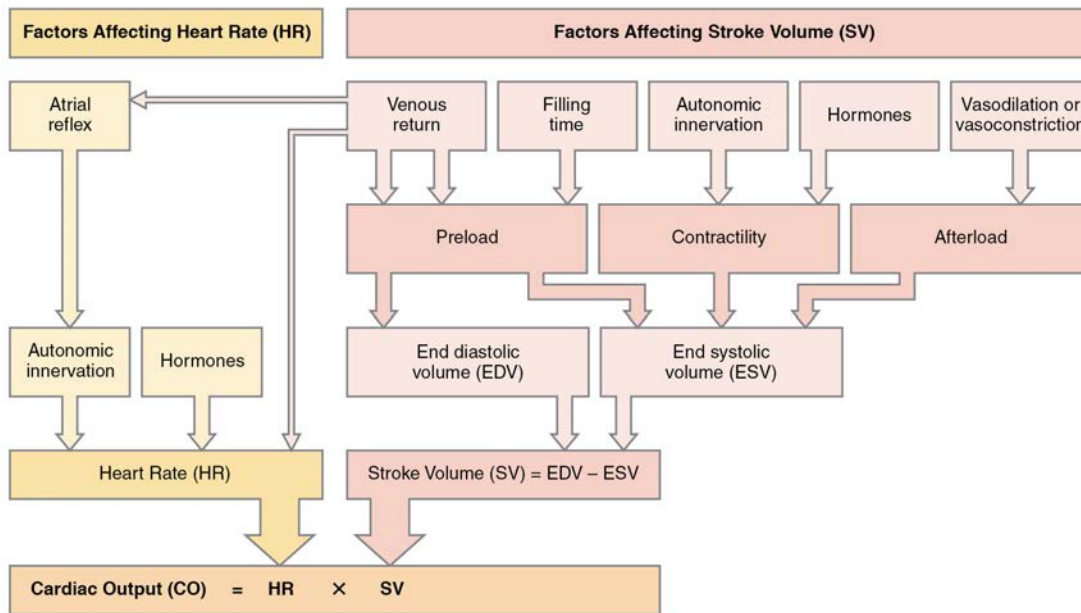 Factors Affecting Heart Rate (HR)
Factors Affecting Stroke Volume (SV)
Atrial
reflex
Venous
return
Filling
time
Autonomic
innervation
Hormones
Vasodilation or
vasoconstriction
Preload
Contractility
Afterload
Autonomic
innervation
Hormones
End diastolic
volume (EDV)
End systolic
volume (ESV)
Heart Rate (HR)
Stroke Volume (SV) = EDV – ESV
Cardiac Output (CO) = HR × SV